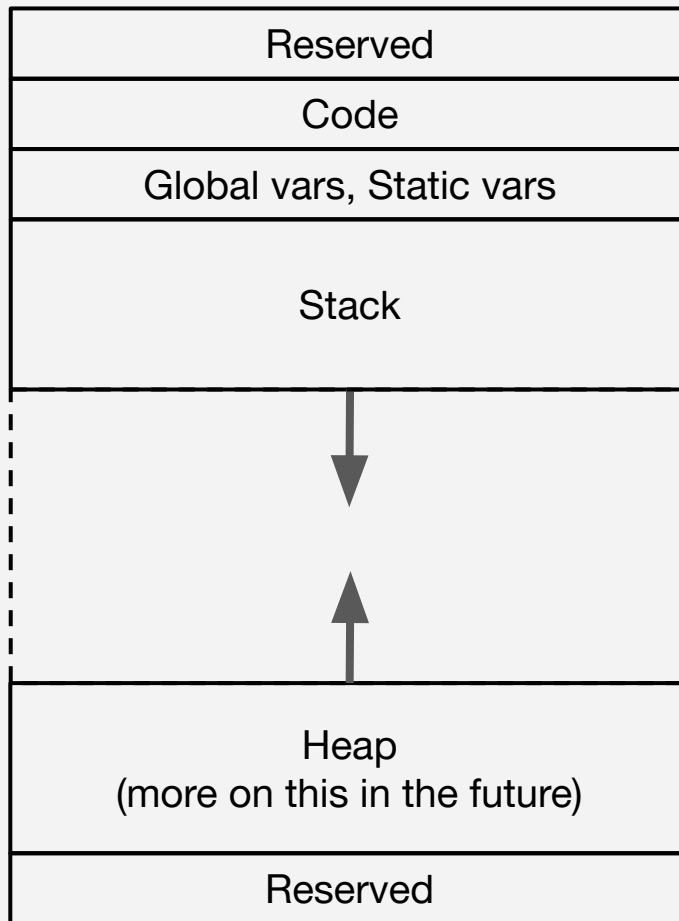 Reserved
Code
Global vars, Static vars
Stack
Heap
(more on this in the future)
Reserved